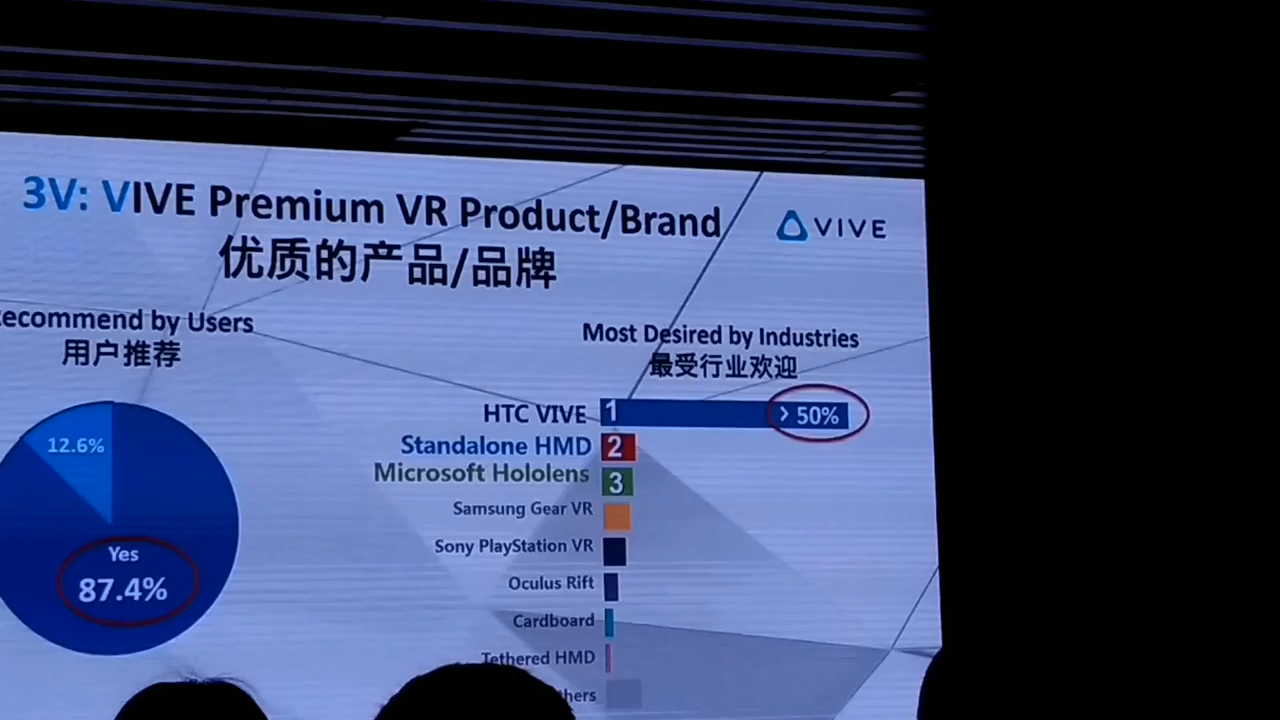 3V: VIVE Premium VR Product/Brand
VIVE
优质的产品/品牌
ecommend by Users
用户推荐
12.6%
Yes
87.4%
Most Desired by Industries
最受行业欢迎
HTC VIVE 1 > 50%
Standalone HMD 2
Microsoft Hololens 3
Samsung Gear VR
Sony PlayStation VR
Oculus Rift
Cardboard
Tethered HMD
thers